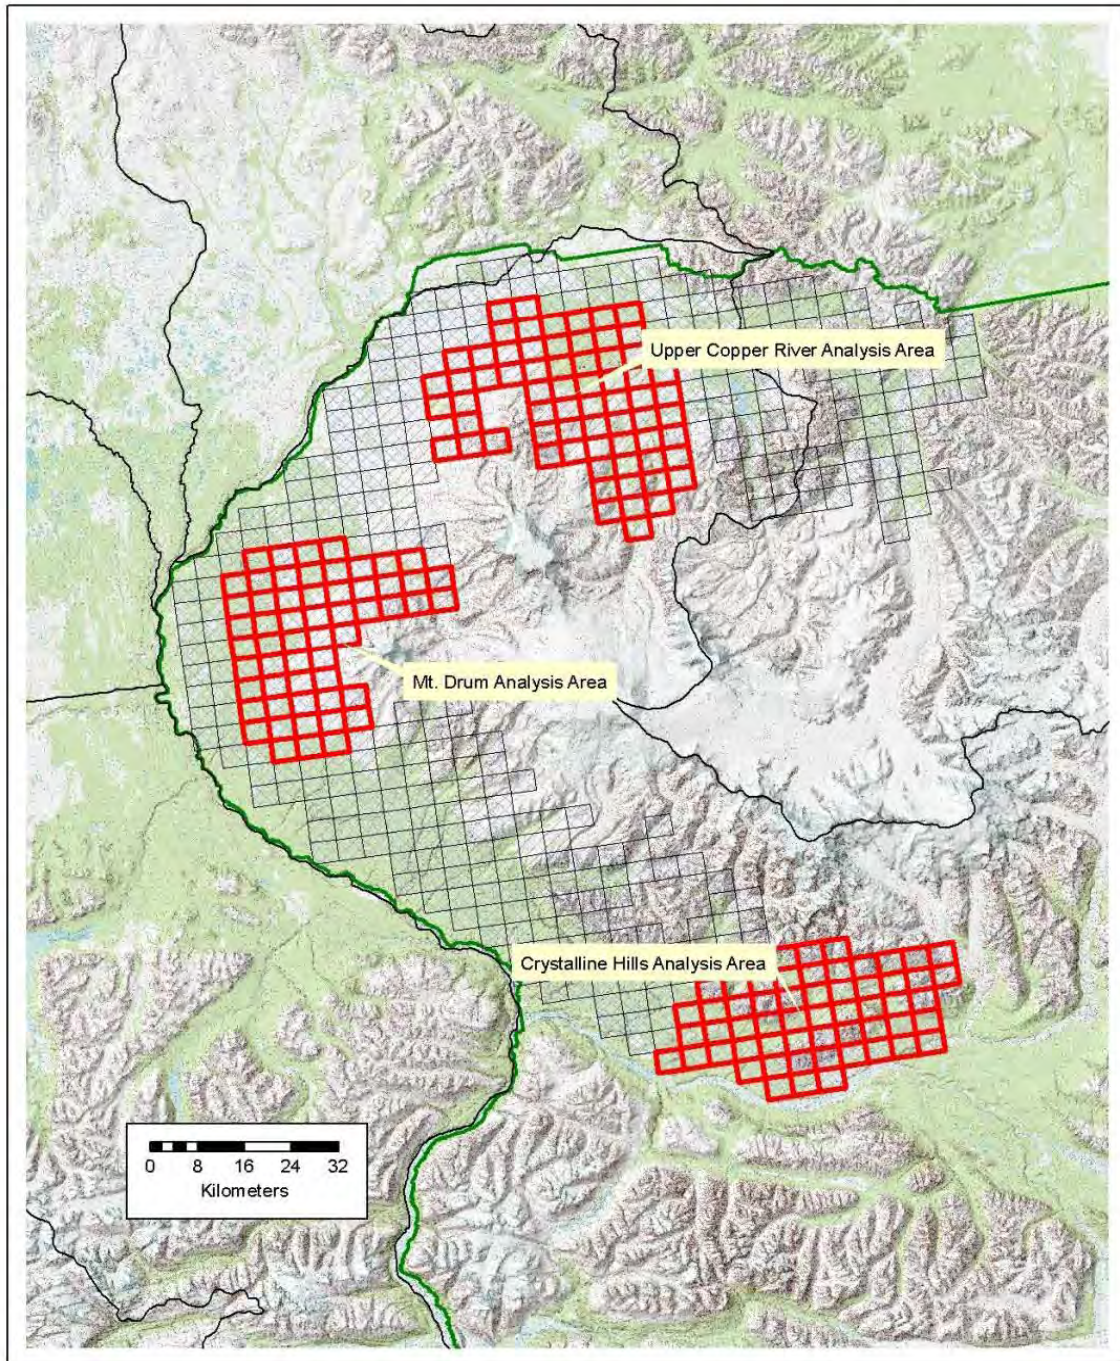 Upper Copper River Analysis Area
Mt. Drum Analysis Area
Crystalline Hills Analysis Area
0 8 16 24 32
Kilometers